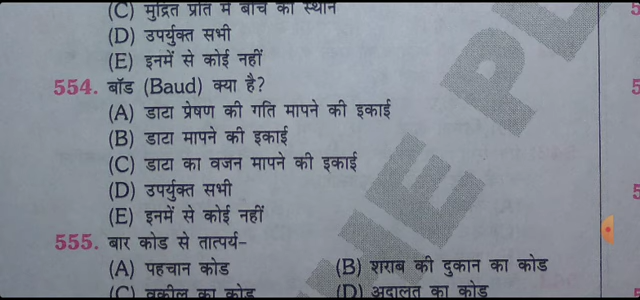 (C) मुद्रित प्रति में बीच का स्थान
(D) उपर्युक्त सभी
(E) इनमें से कोई नहीं
554. बॉड (Baud) क्या है?
(A) डाटा प्रेषण की गति मापने की इकाई
(B) डाटा मापने की इकाई
(C) डाटा का वजन मापने की इकाई
(D) उपर्युक्त सभी
(E) इनमें से कोई नहीं
555. बार कोड से तात्पर्य–
(A) पहचान कोड (B) शराब की दुकान का कोड
(C) वकील का कोड (D) अदालत का कोड